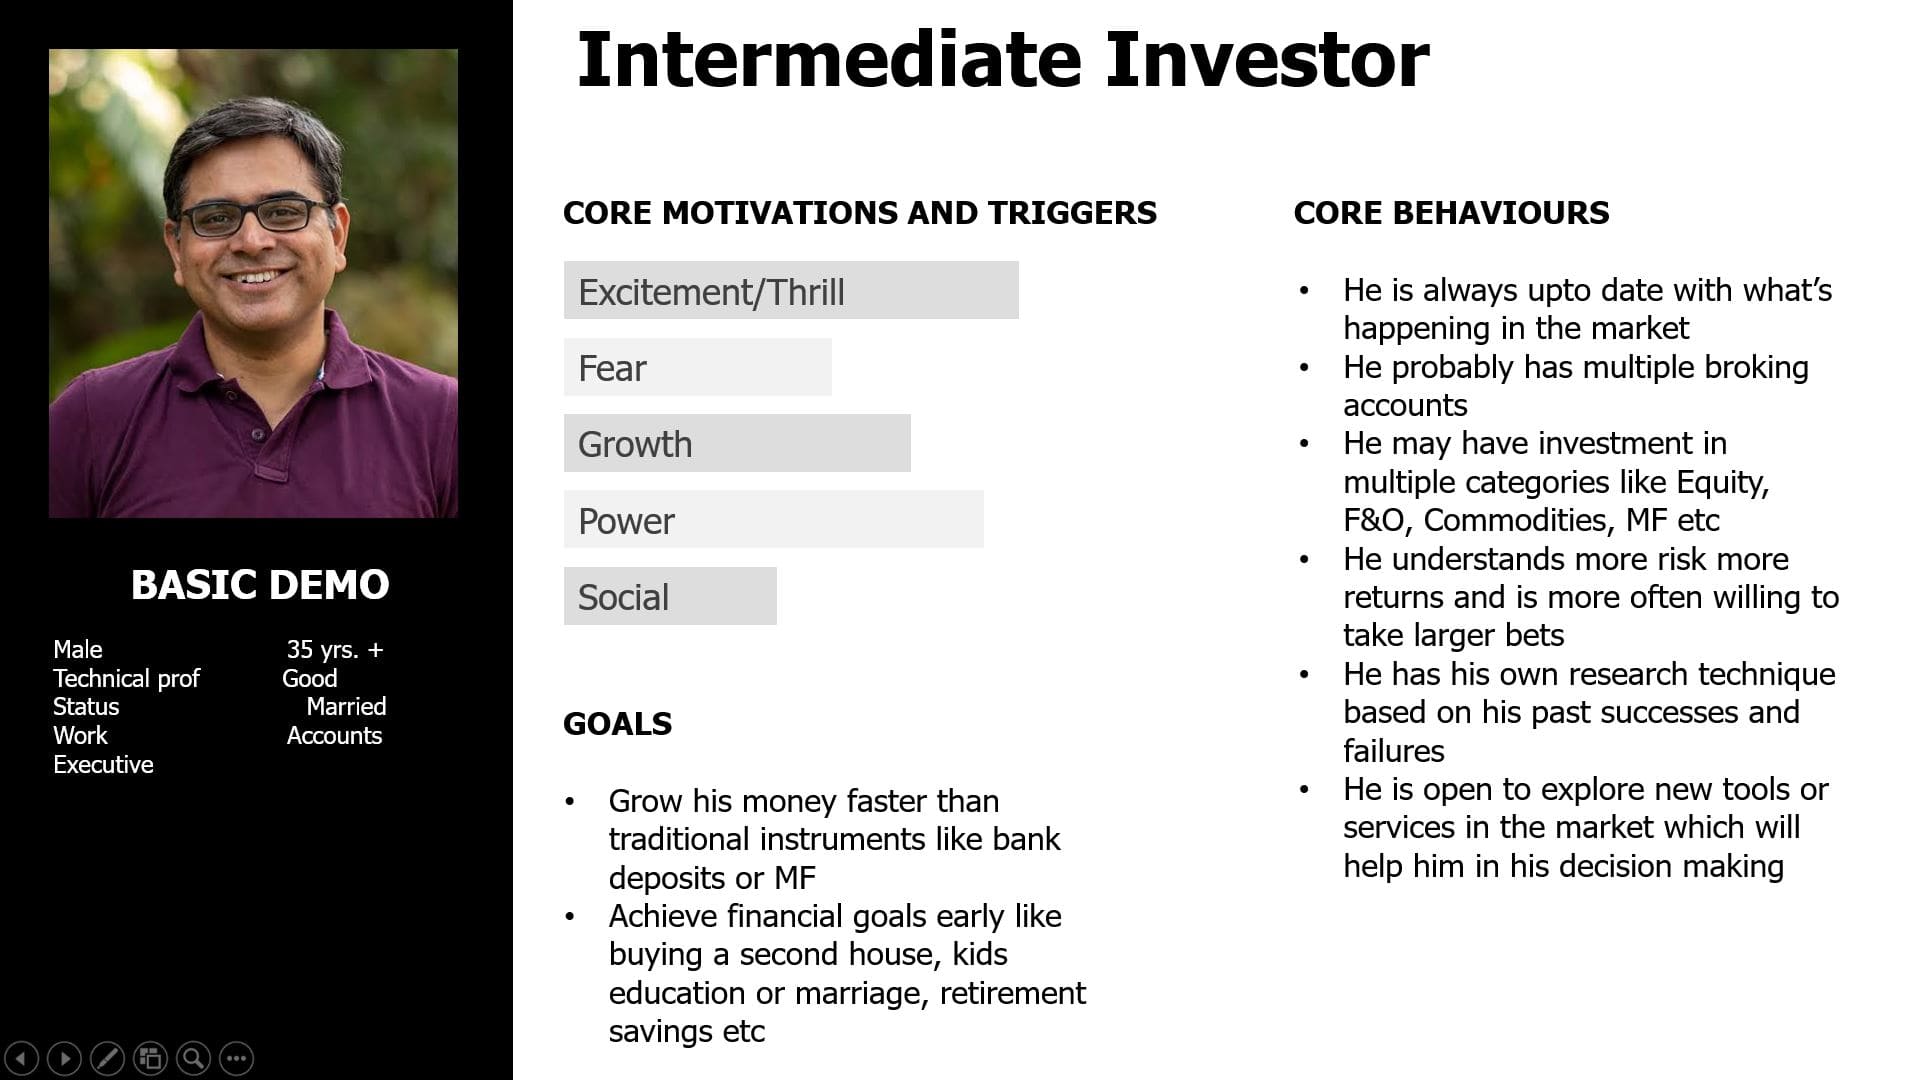 Intermediate Investor
BASIC DEMO
Male 35 yrs. +
Technical prof Good
Status Married
Work Accounts
Executive
CORE MOTIVATIONS AND TRIGGERS
Excitement/Thrill
Fear
Growth
Power
Social
GOALS
• Grow his money faster than
traditional instruments like bank
deposits or MF
• Achieve financial goals early like
buying a second house, kids
education or marriage, retirement
savings etc
CORE BEHAVIOURS
• He is always upto date with what’s
happening in the market
• He probably has multiple broking
accounts
• He may have investment in
multiple categories like Equity,
F&O, Commodities, MF etc
• He understands more risk more
returns and is more often willing to
take larger bets
• He has his own research technique
based on his past successes and
failures
• He is open to explore new tools or
services in the market which will
help him in his decision making